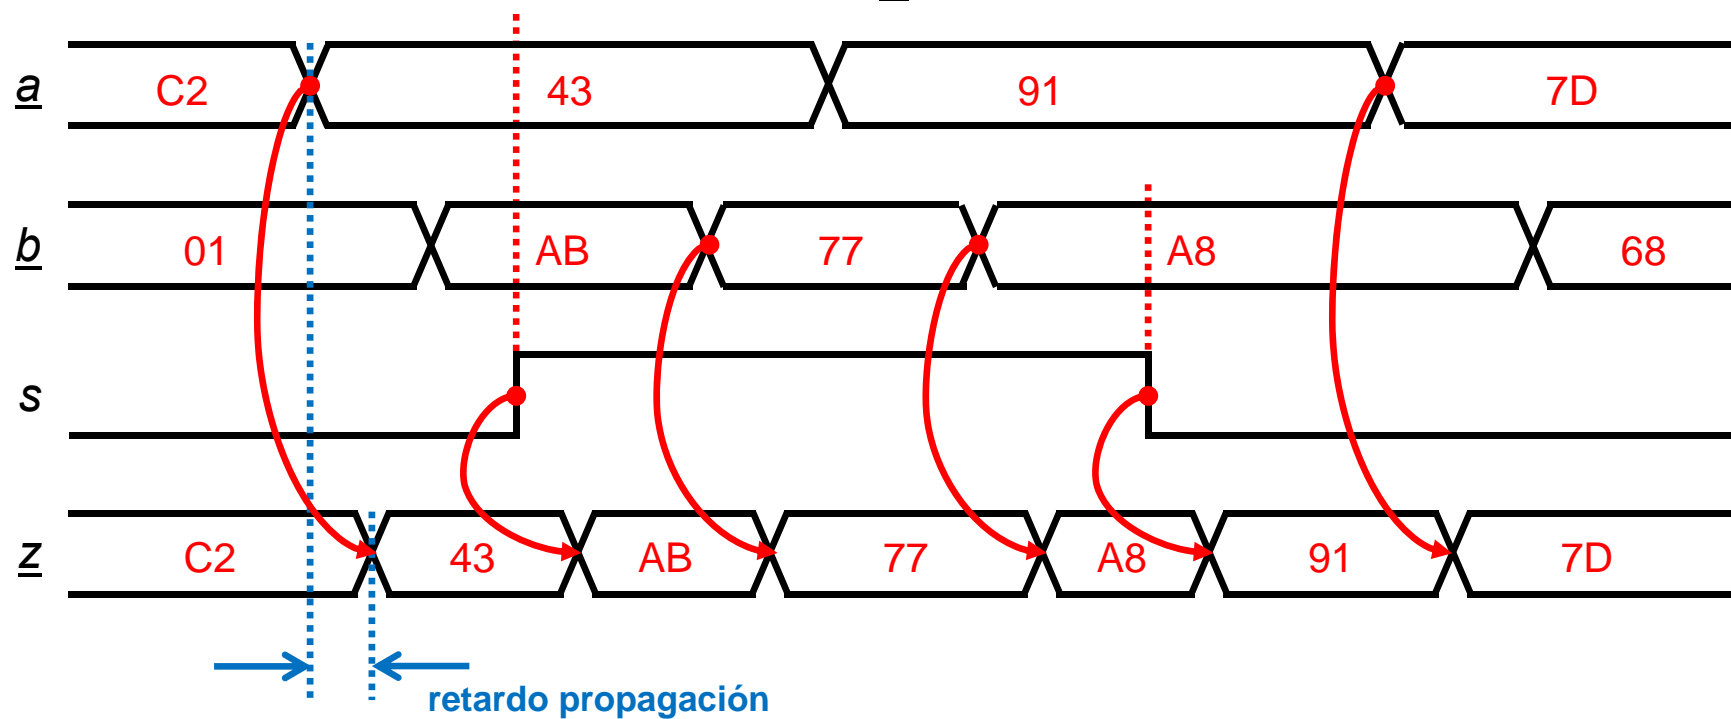 a C2 43 91 7D
b 01 AB 77 A8 68
s
z C2 43 AB 77 A8 91 7D
retardo propagación